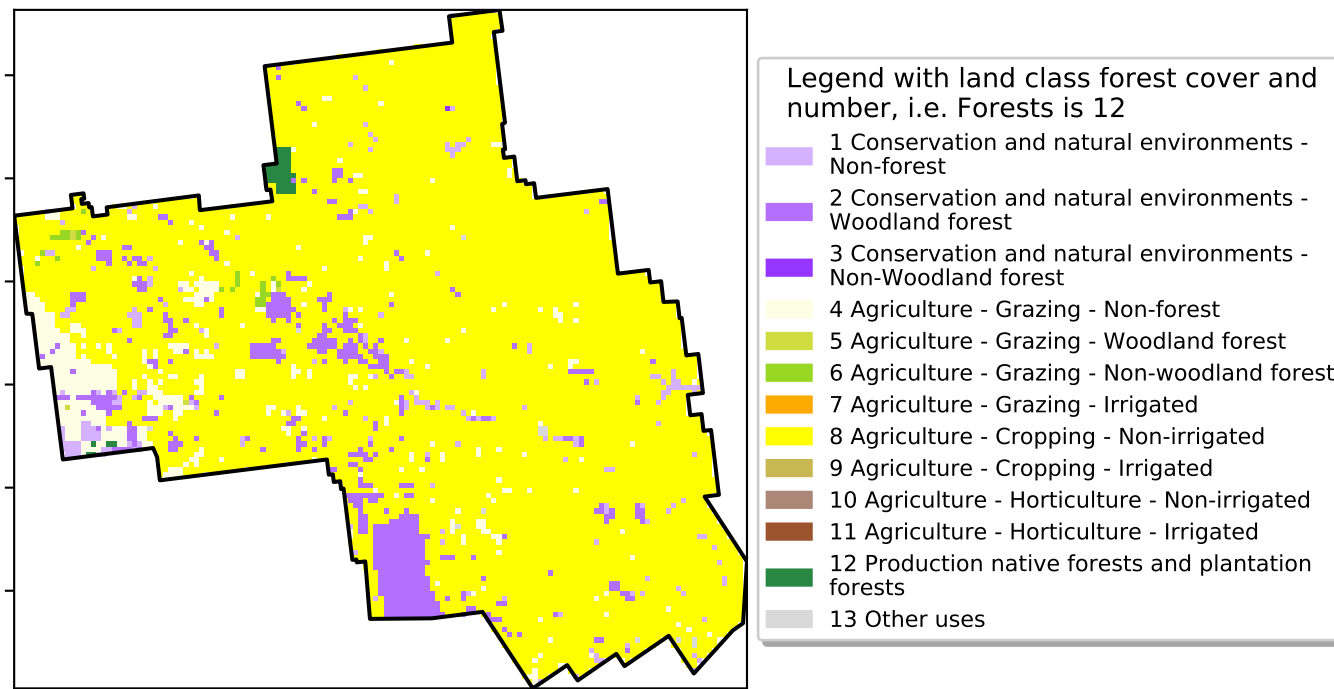 Legend with land class forest cover and
number, i.e. Forests is 12
1 Conservation and natural environments -
Non-forest
2 Conservation and natural environments -
Woodland forest
3 Conservation and natural environments -
Non-Woodland forest
4 Agriculture - Grazing - Non-forest
5 Agriculture - Grazing - Woodland forest
6 Agriculture - Grazing - Non-woodland forest
7 Agriculture - Grazing - Irrigated
8 Agriculture - Cropping - Non-irrigated
9 Agriculture - Cropping - Irrigated
10 Agriculture - Horticulture - Non-irrigated
11 Agriculture - Horticulture - Irrigated
12 Production native forests and plantation
forests
13 Other uses